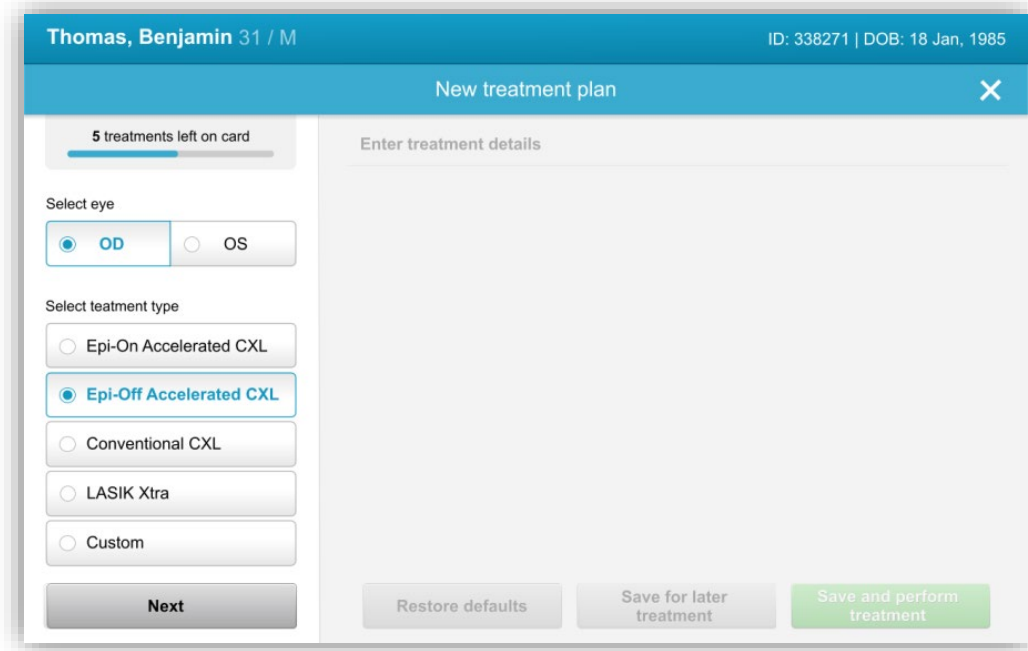 Thomas, Benjamin 31 / M
ID: 338271 | DOB: 18 Jan, 1985
New treatment plan
5 treatments left on card
Enter treatment details
Select eye
OD
OS
Select teatment type
Epi-On Accelerated CXL
Epi-Off Accelerated CXL
Conventional CXL
LASIK Xtra
Custom
Next
Restore defaults
Save for later
treatment
Save and perform
treatment